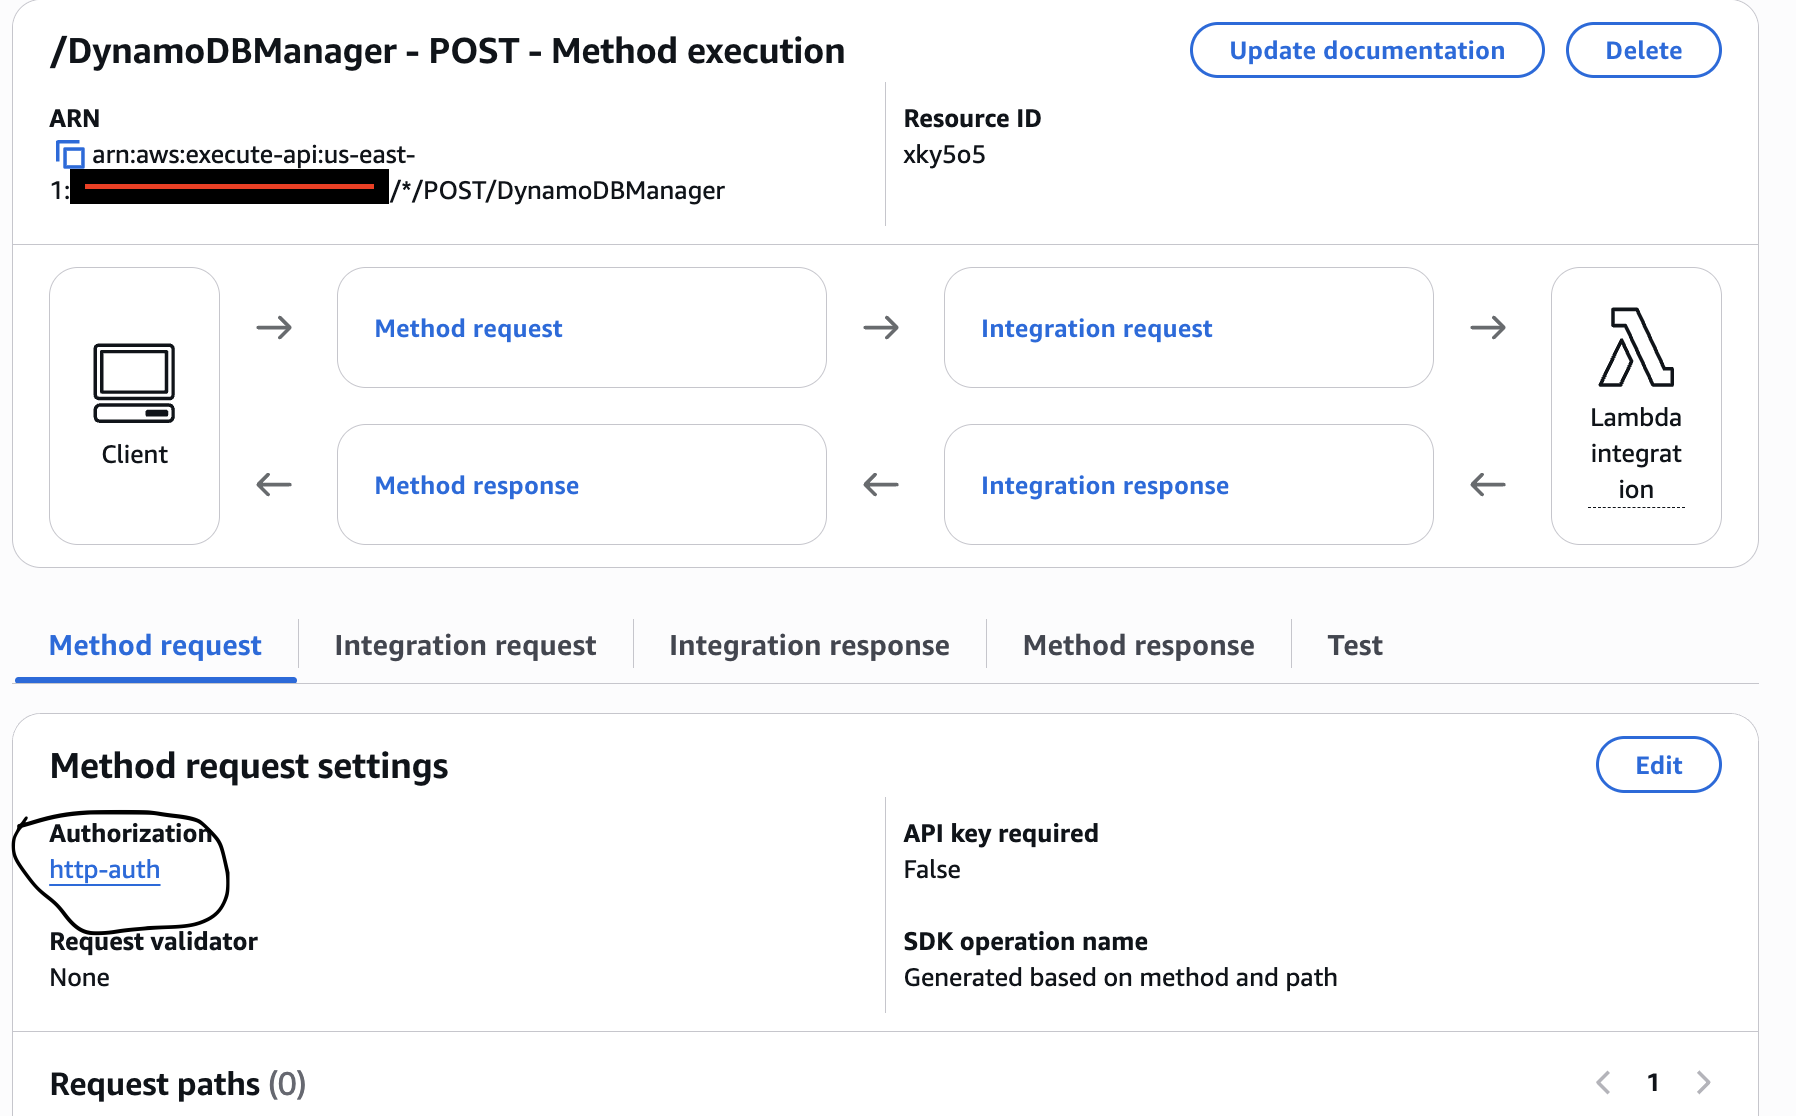 /DynamoDBManager - POST - Method execution
Update documentation
Delete
ARN
arn:aws:execute-api:us-east-
1:
/*/POST/DynamoDBManager
Resource ID
xky5o5
Client
Method request
Integration request
Method response
Integration response
Lambda
integrat
ion
Method request
Integration request
Integration response
Method response
Test
Method request settings
Edit
Authorization
http-auth
API key required
False
Request validator
None
SDK operation name
Generated based on method and path
Request paths (0)
1